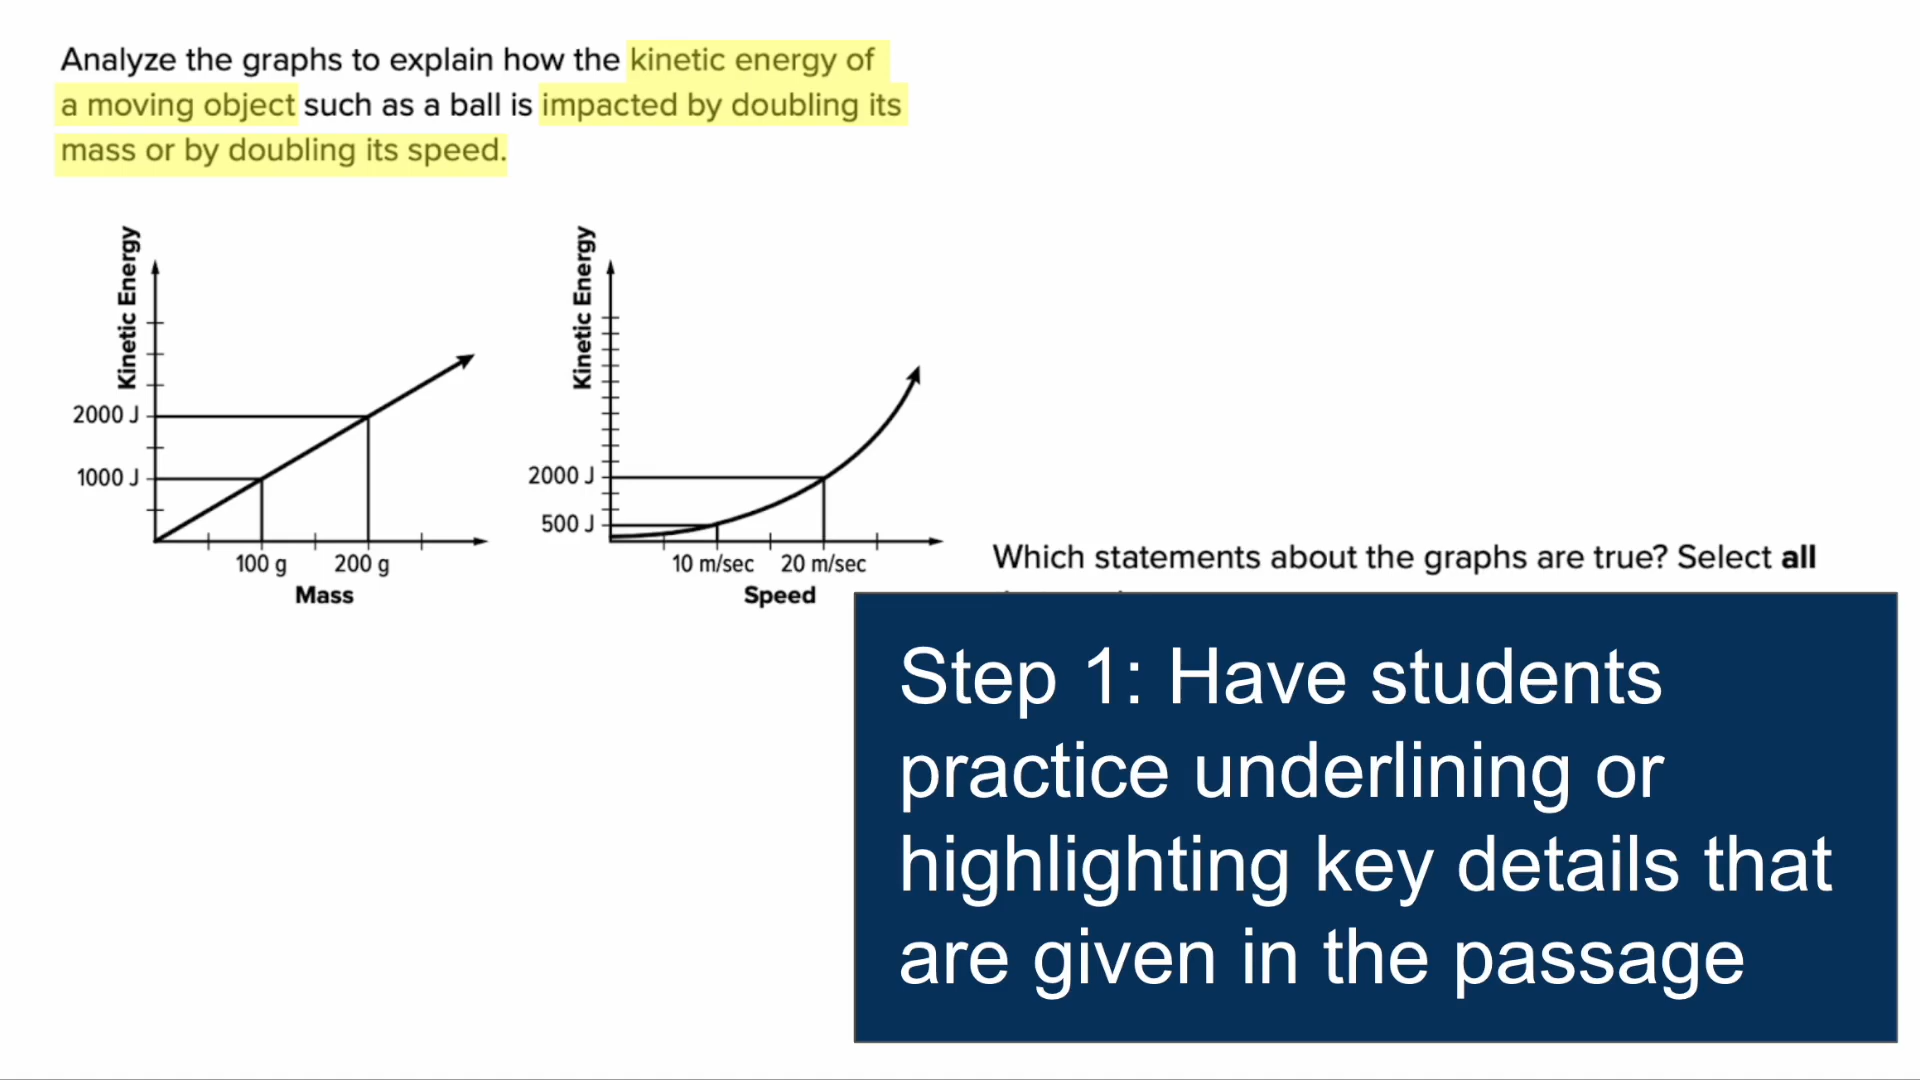 Analyze the graphs to explain how the kinetic energy of
a moving object such as a ball is impacted by doubling its
mass or by doubling its speed.
Kinetic Energy
2000 J
1000 J
100 g 200 g
Mass
Kinetic Energy
2000 J
500 J
10 m/sec 20 m/sec
Speed
Which statements about the graphs are true? Select all
Step 1: Have students
practice underlining or
highlighting key details that
are given in the passage